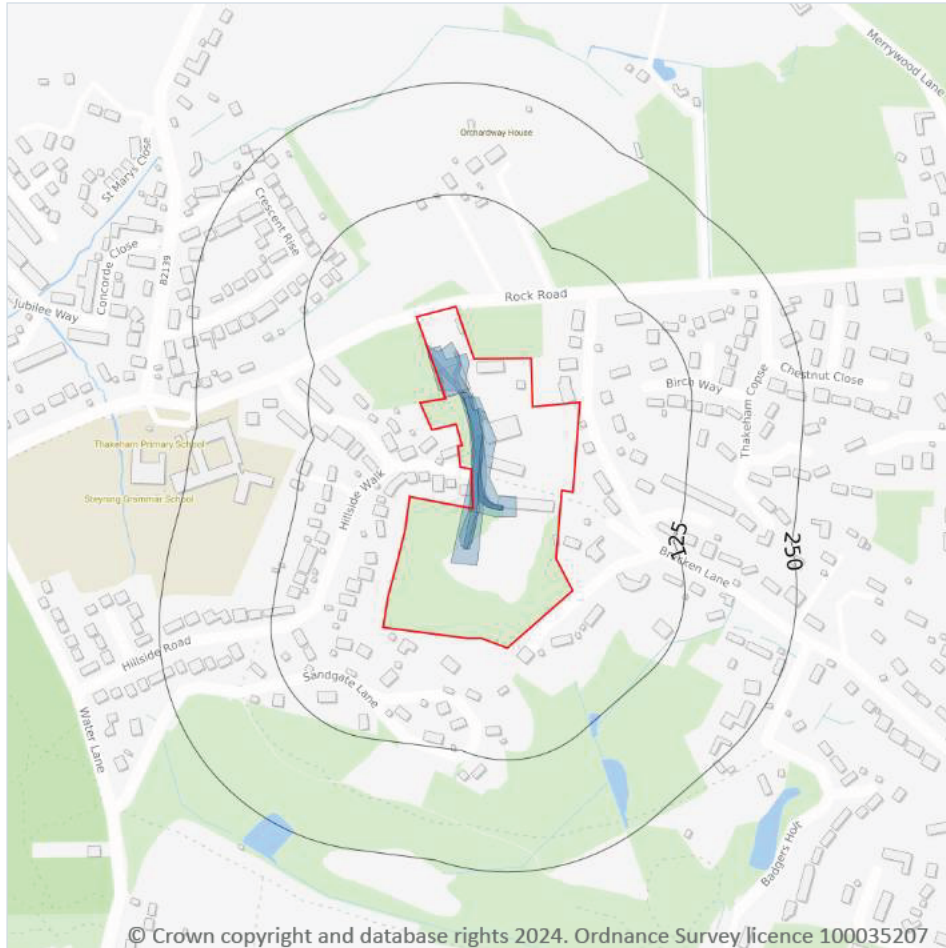 Merrywood Lane
Orchardway House
St Marys Close
Crescent Rise
Concorde Close
B2139
Jubilee Way
Rock Road
Birch Way
Chestnut Close
Thakeham Copse
Thakeham Primary School
Steyning Grammar School
Hillside Walk
125
250
Bracken Lane
Hillside Road
Sandgate Lane
Water Lane
Badgers Holt
© Crown copyright and database rights 2024. Ordnance Survey licence 100035207